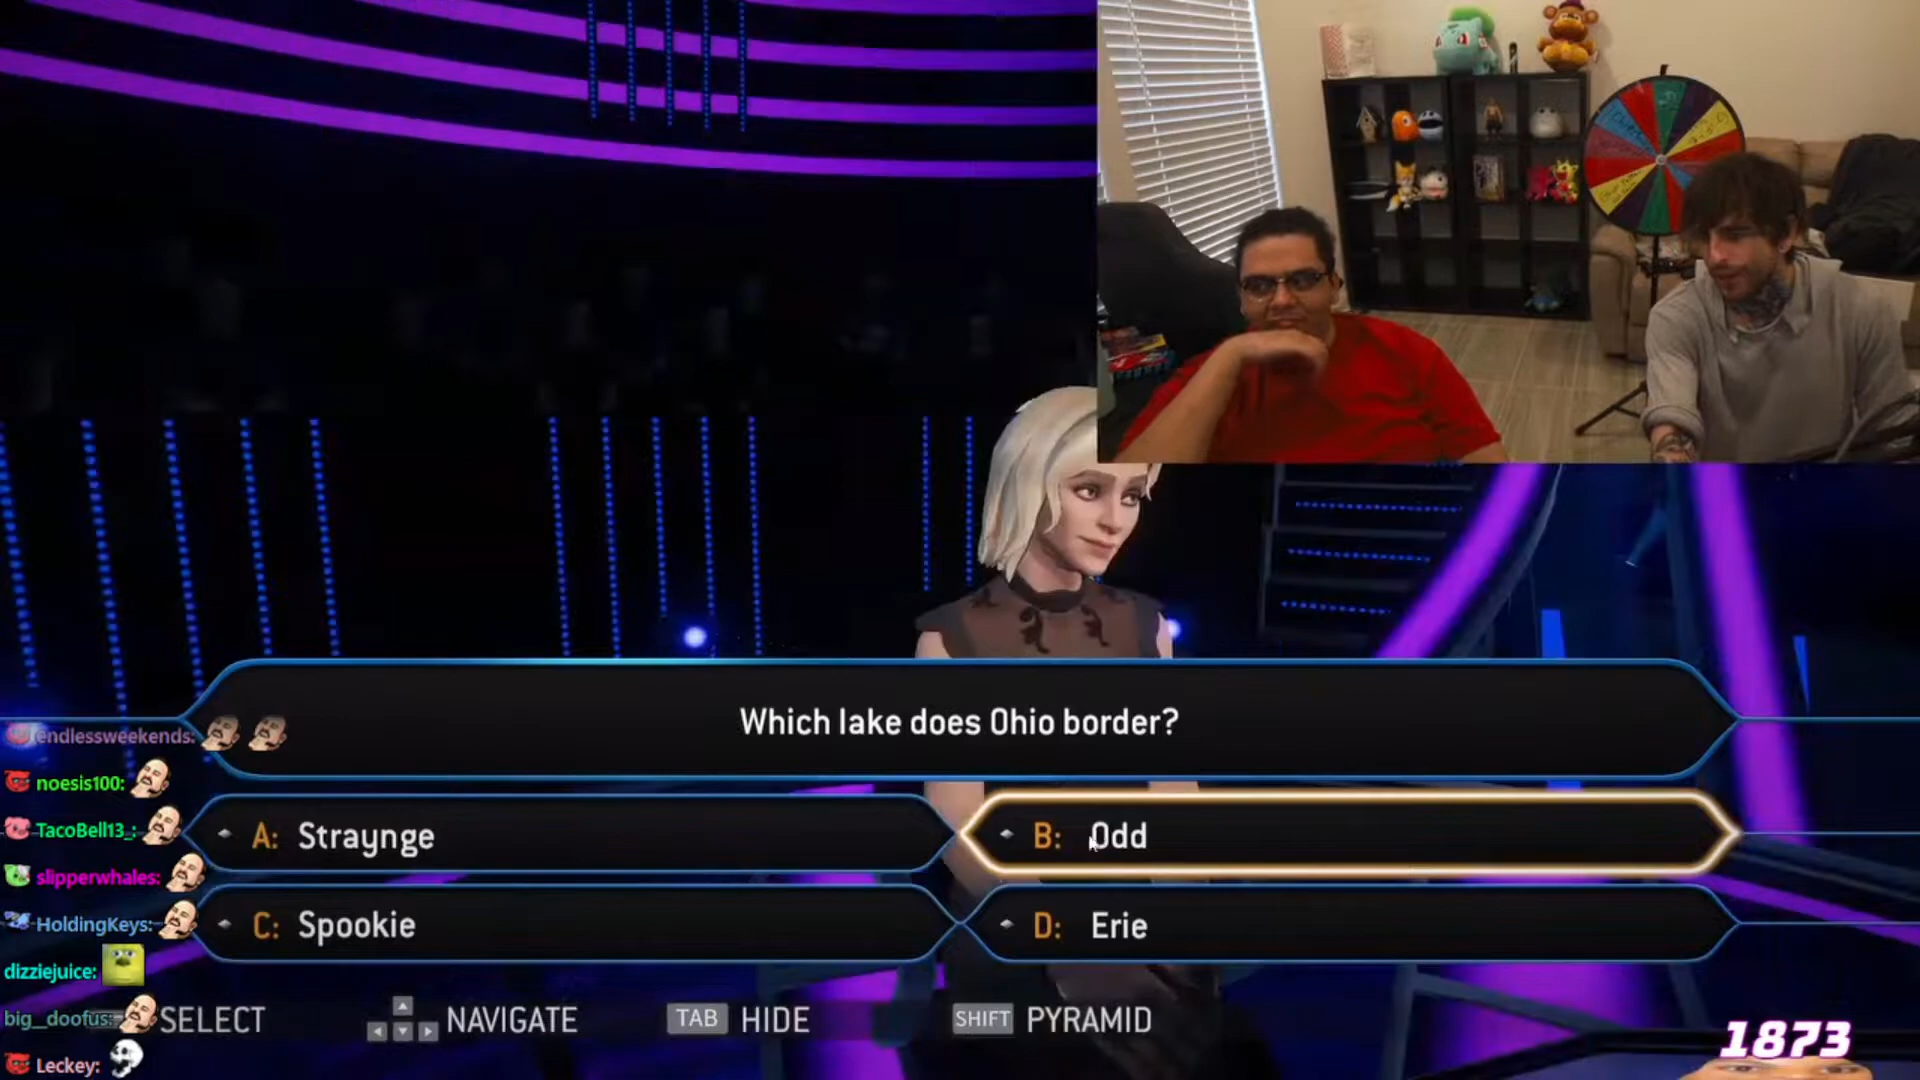 Which lake does Ohio border?
A: Straynge
B: Odd
C: Spookie
D: Erie
endlessweekends:
noesis100:
TacoBell13_:
slipperwhales:
HoldingKeys:
dizziejuice:
big__doofus:
Leckey:
SELECT
NAVIGATE
TAB HIDE
SHIFT PYRAMID
1873